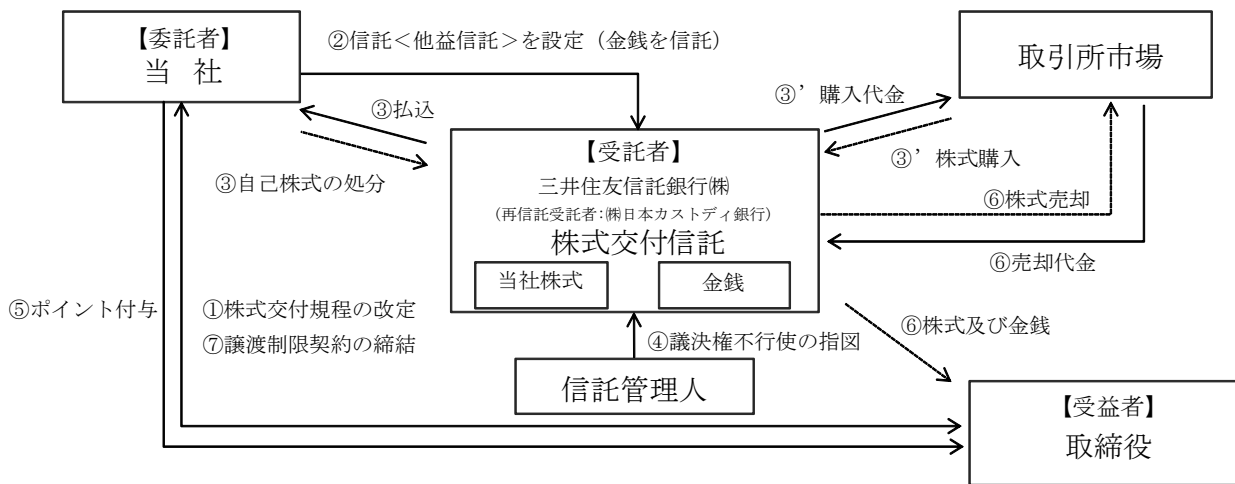 【委託者】
当 社
②信託<他益信託>を設定(金銭を信託)
取引所市場
③払込
③’購入代金
③自己株式の処分
【受託者】
三井住友信託銀行㈱
(再信託受託者:㈱日本カストディ銀行)
株式交付信託
当社株式
金銭
③’株式購入
⑥株式売却
⑥売却代金
⑤ポイント付与
①株式交付規程の改定
⑦譲渡制限契約の締結
④議決権不行使の指図
⑥株式及び金銭
信託管理人
【受益者】
取締役